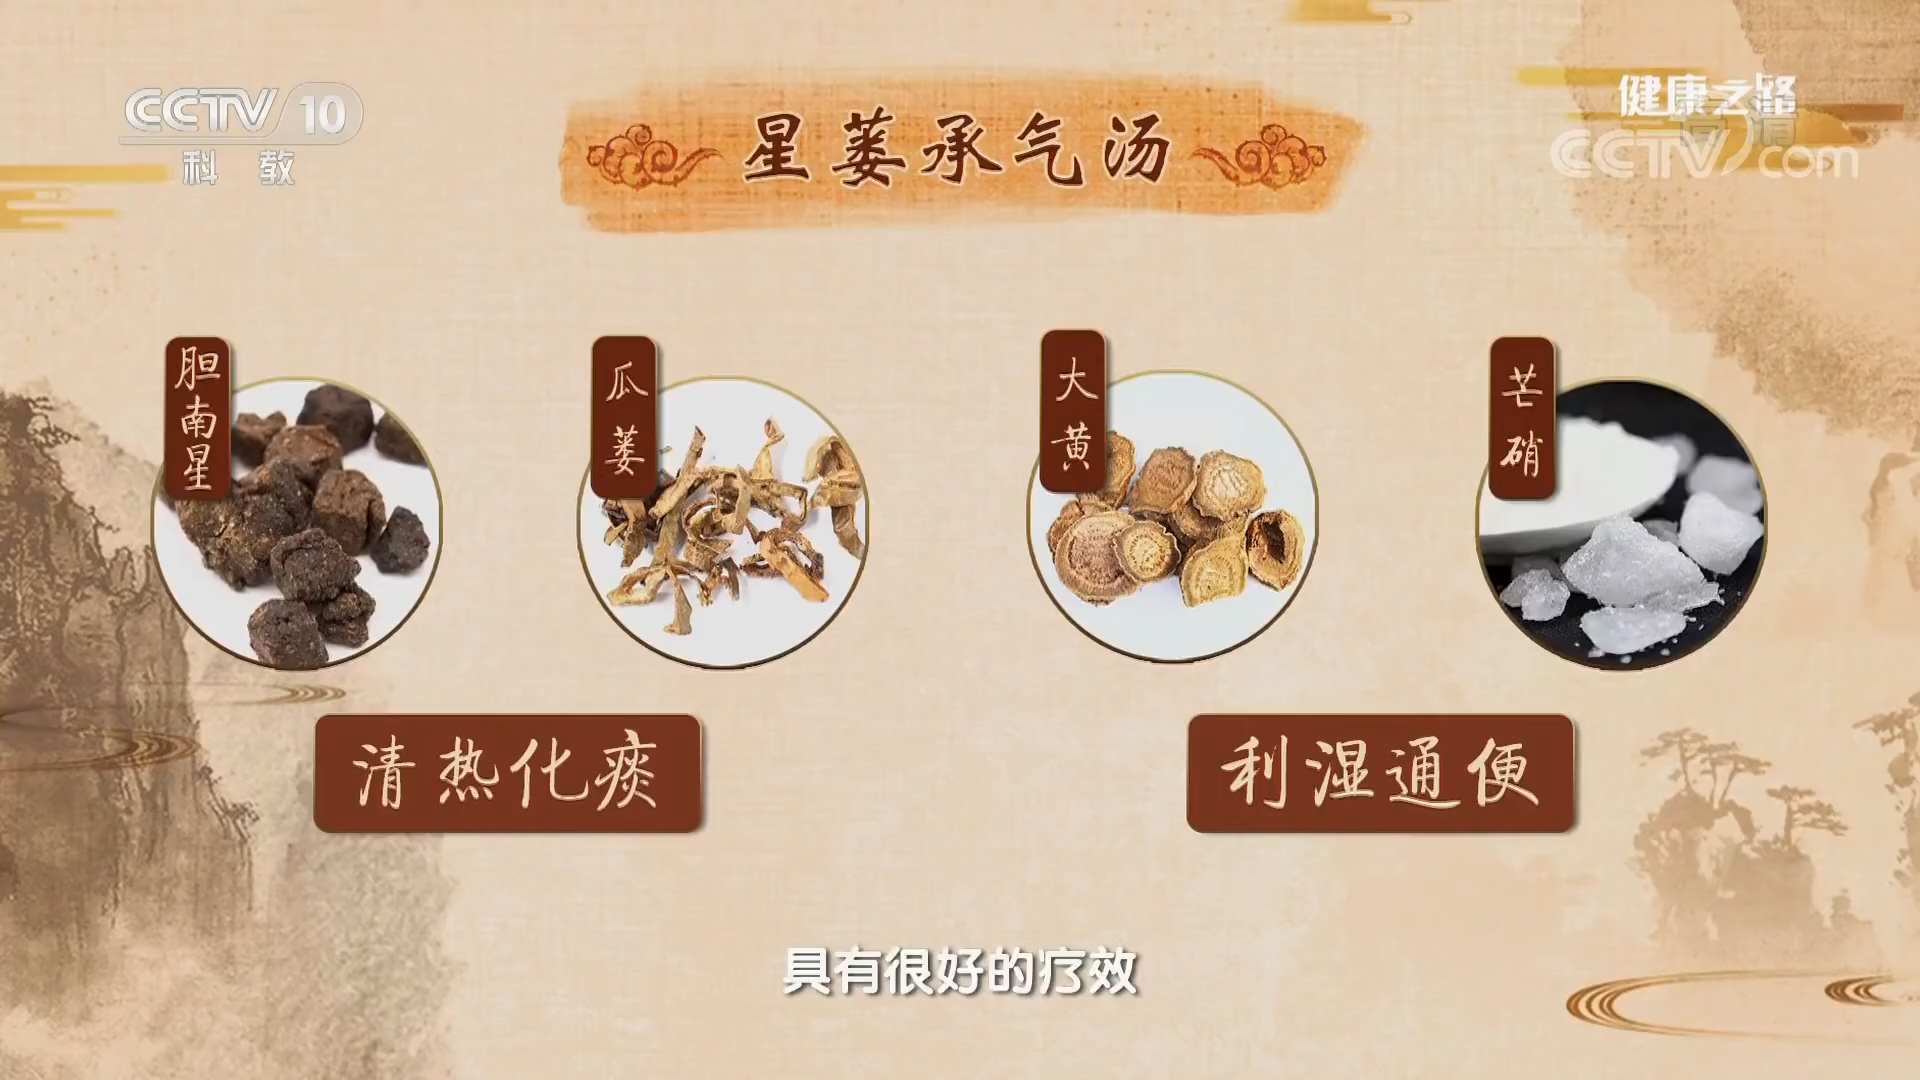 CCTV 10
科 教
健康之路
高清
CCTV.com
星蒌承气汤
胆南星
瓜蒌
大黄
芒硝
清热化痰
利湿通便
具有很好的疗效